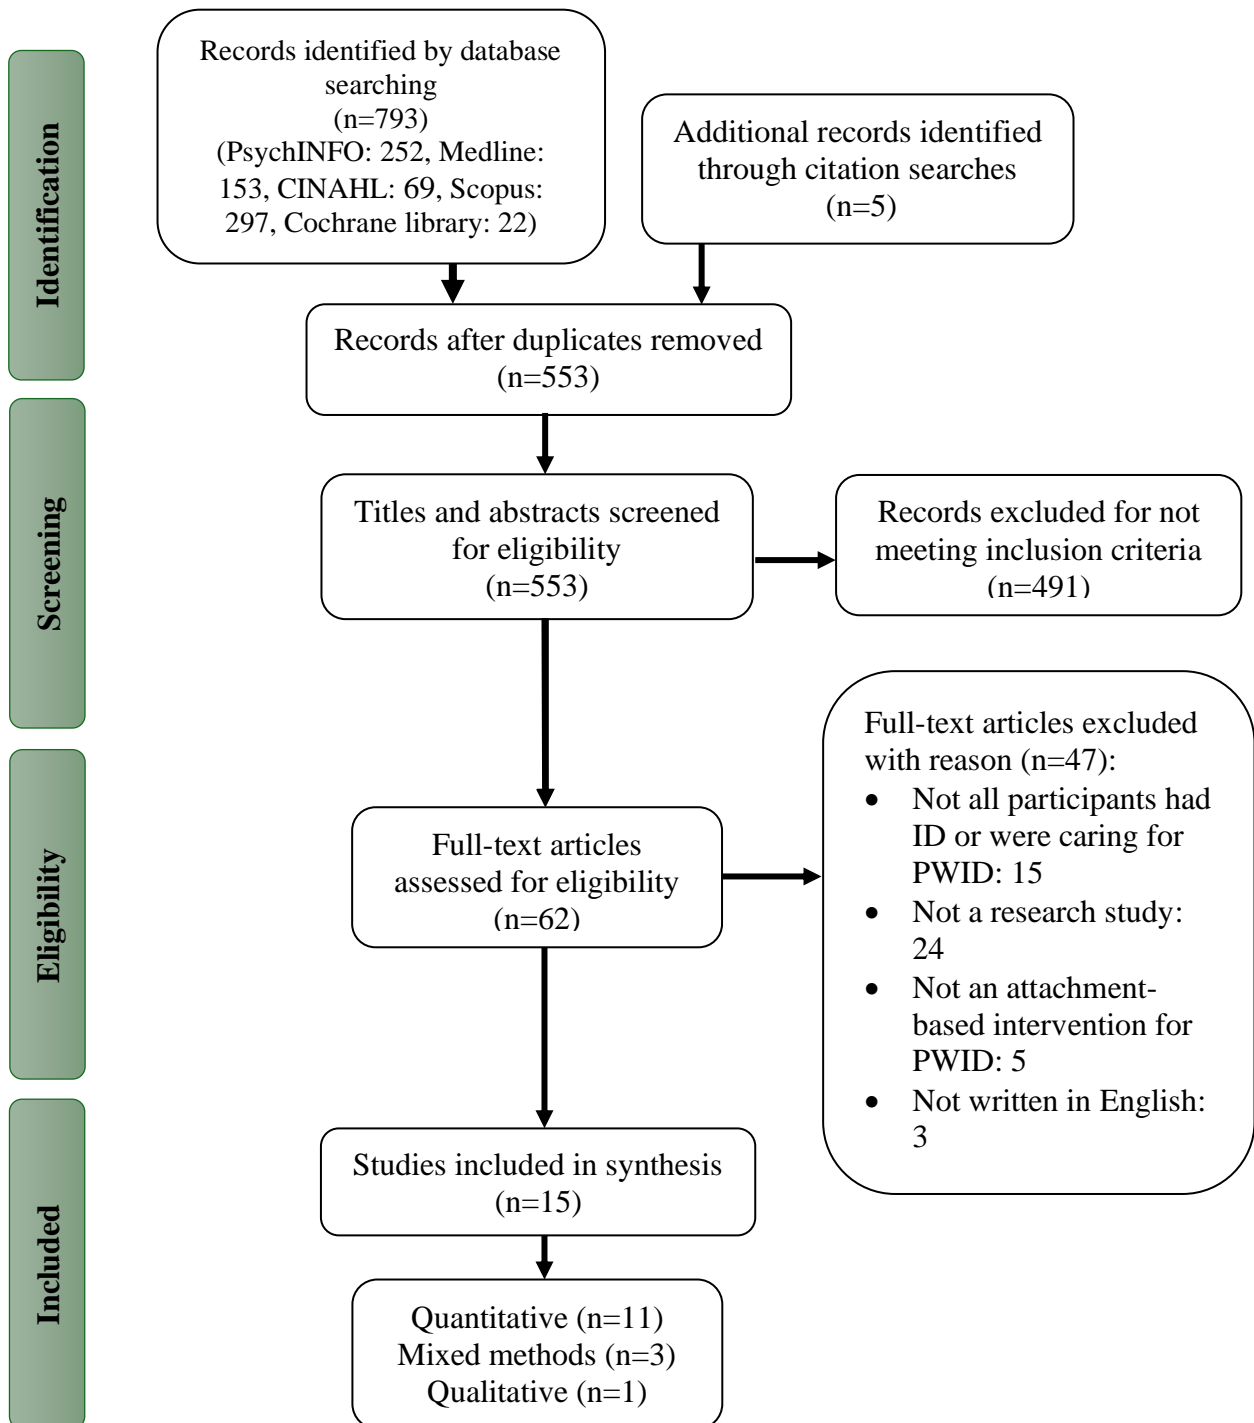 Identification
Records identified by database
searching
(n=793)
(PsychINFO: 252, Medline:
153, CINAHL: 69, Scopus:
297, Cochrane library: 22)
Additional records identified
through citation searches
(n=5)
Records after duplicates removed
(n=553)
Screening
Titles and abstracts screened
for eligibility
(n=553)
Records excluded for not
meeting inclusion criteria
(n=491)
Eligibility
Full-text articles
assessed for eligibility
(n=62)
Full-text articles excluded
with reason (n=47):
• Not all participants had
ID or were caring for
PWID: 15
• Not a research study:
24
• Not an attachment-
based intervention for
PWID: 5
• Not written in English:
3
Included
Studies included in synthesis
(n=15)
Quantitative (n=11)
Mixed methods (n=3)
Qualitative (n=1)